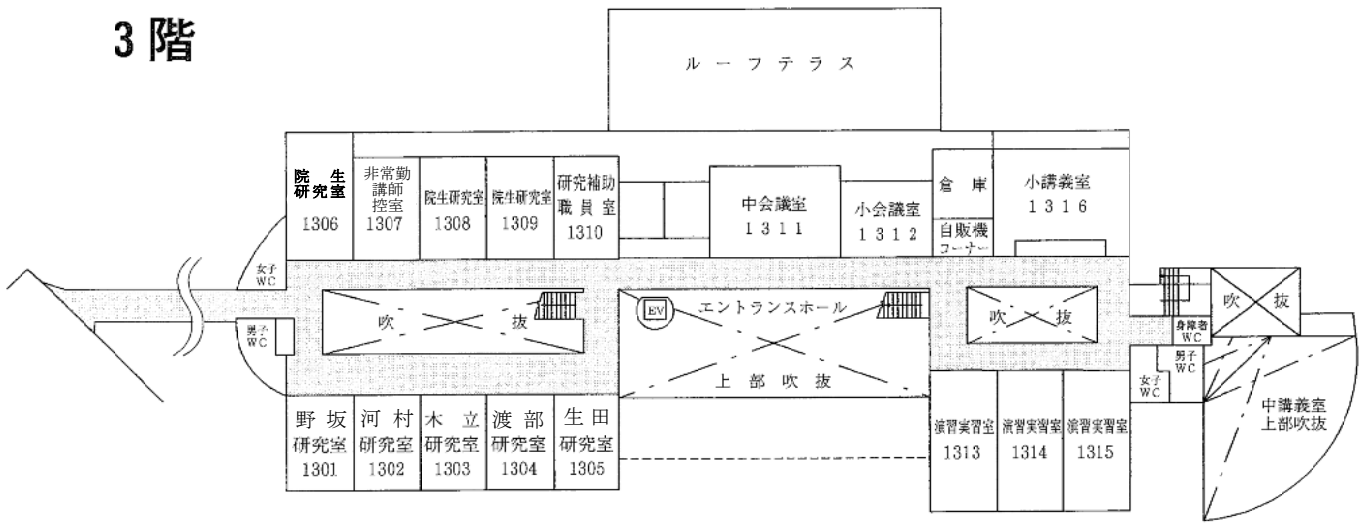 3 階
ルーフテラス
院 生
研究室
1306
非常勤
講師
控室
1307
院生研究室
1308
院生研究室
1309
研究補助
職員室
1310
中会議室
1311
小会議室
1312
倉 庫
自販機
コーナー
小講義室
1316
女子
WC
男子
WC
吹 抜
EV
エントランスホール
上部吹抜
吹 抜
吹 抜
身障者
WC
男子
WC
女子
WC
中講義室
上部吹抜
野 坂
研究室
1301
河 村
研究室
1302
木 立
研究室
1303
渡 部
研究室
1304
生 田
研究室
1305
演習実習室
1313
演習実習室
1314
演習実習室
1315